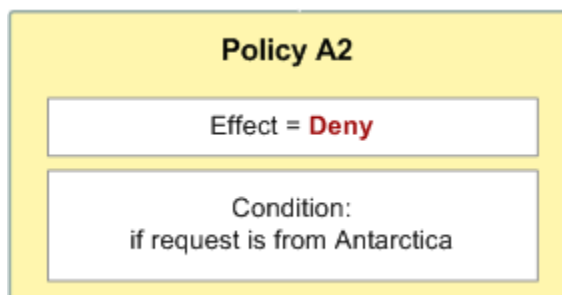 Policy A2
Effect = Deny
Condition:
if request is from Antarctica